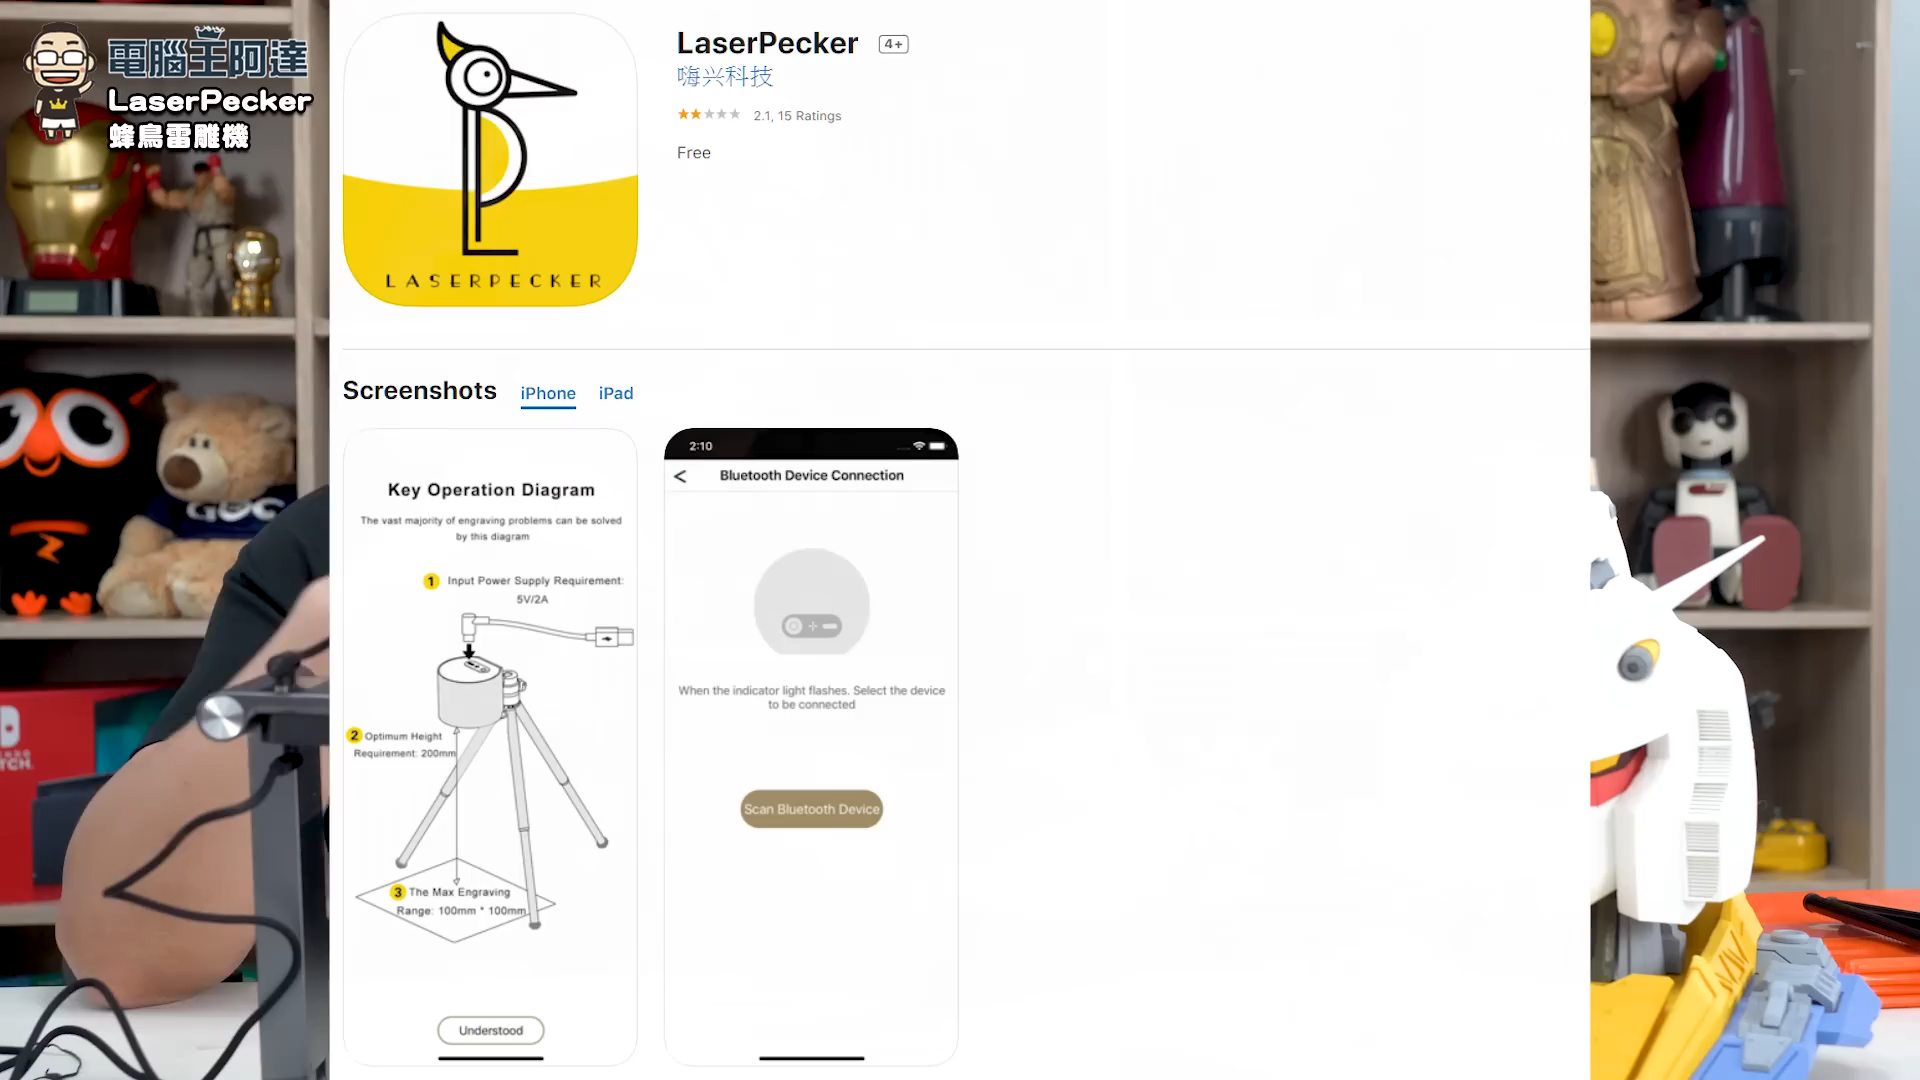 電腦王阿達
LaserPecker
蜂鳥雷雕機
LASERPECKER
LaserPecker 4+
嗨兴科技
2.1, 15 Ratings
Free
Screenshots iPhone iPad
Key Operation Diagram
The vast majority of engraving problems can be solved
by this diagram
1 Input Power Supply Requirement:
5V/2A
2 Optimum Height
Requirement: 200mm
3 The Max Engraving
Range: 100mm * 100mm
Understood
2:10
< Bluetooth Device Connection
When the indicator light flashes. Select the device
to be connected
Scan Bluetooth Device